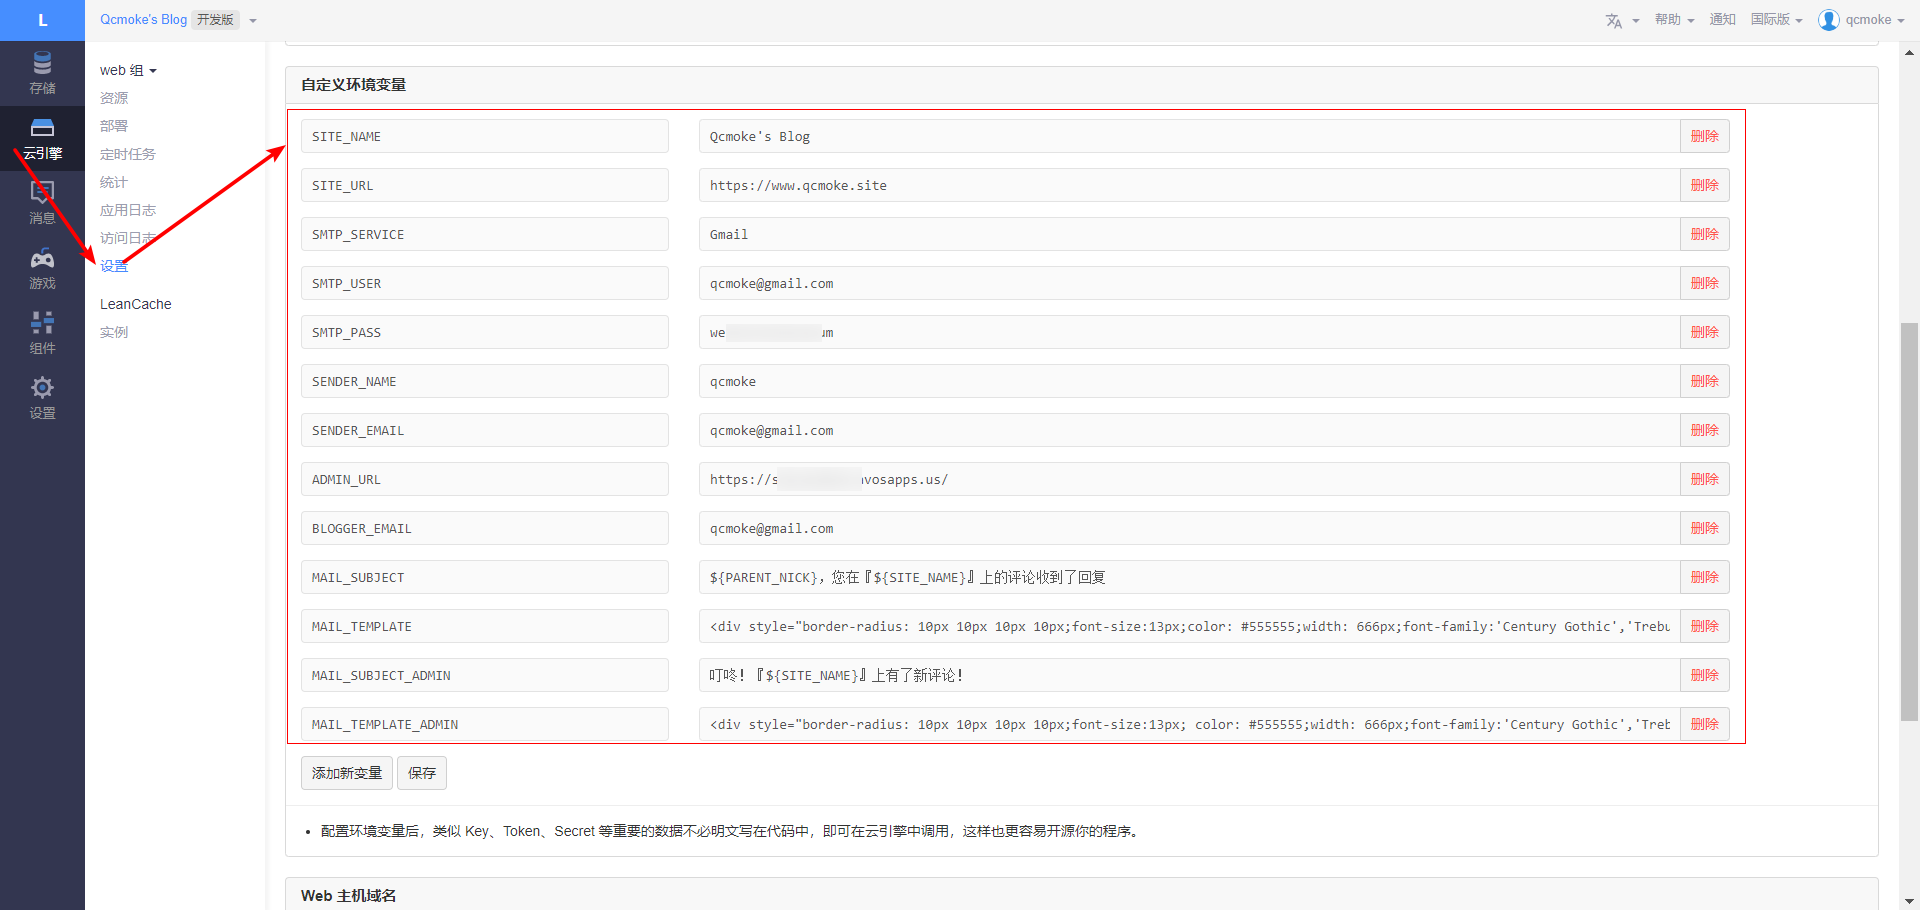 L
Qcmoke's Blog 开发版
帮助 通知 国际版 qcmoke
存储
云引擎
消息
游戏
组件
设置
web 组
资源
部署
定时任务
统计
应用日志
访问日志
设置
LeanCache
实例
自定义环境变量
SITE_NAME Qcmoke's Blog 删除
SITE_URL https://www.qcmoke.site 删除
SMTP_SERVICE Gmail 删除
SMTP_USER qcmoke@gmail.com 删除
SMTP_PASS we um 删除
SENDER_NAME qcmoke 删除
SENDER_EMAIL qcmoke@gmail.com 删除
ADMIN_URL https://s vosapps.us/ 删除
BLOGGER_EMAIL qcmoke@gmail.com 删除
MAIL_SUBJECT ${PARENT_NICK}，您在『${SITE_NAME}』上的评论收到了回复 删除
MAIL_TEMPLATE <div style="border-radius: 10px 10px 10px 10px;font-size:13px;color: #555555;width: 666px;font-family:'Century Gothic','Trebu 删除
MAIL_SUBJECT_ADMIN 叮咚！『${SITE_NAME}』上有了新评论！ 删除
MAIL_TEMPLATE_ADMIN <div style="border-radius: 10px 10px 10px 10px;font-size:13px; color: #555555;width: 666px;font-family:'Century Gothic','Treb 删除
添加新变量 保存
• 配置环境变量后，类似 Key、Token、Secret 等重要的数据不必明文写在代码中，即可在云引擎中调用，这样也更容易开源你的程序。
Web 主机域名